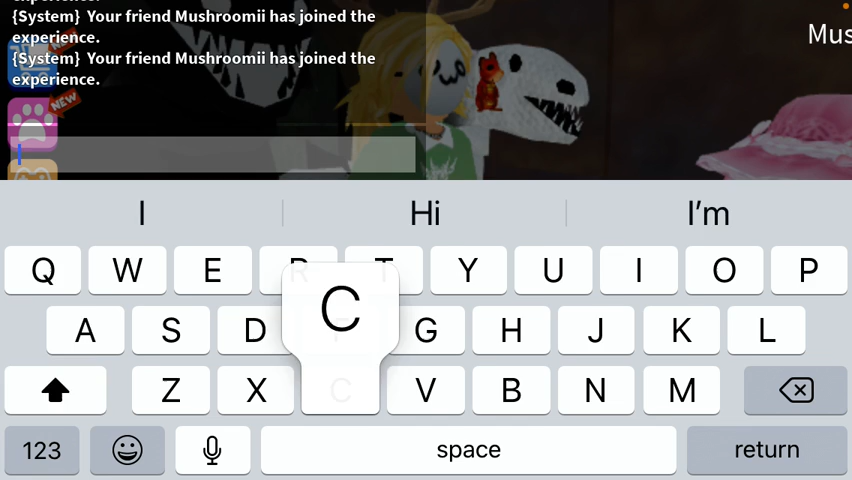 experience.
{System} Your friend Mushroomii has joined the
experience.
{System} Your friend Mushroomii has joined the
experience.
NEW
NEW
Mus
I Hi I'm
Q W E R T Y U I O P
A S D F G H J K L
C
Z X C V B N M
123 space return